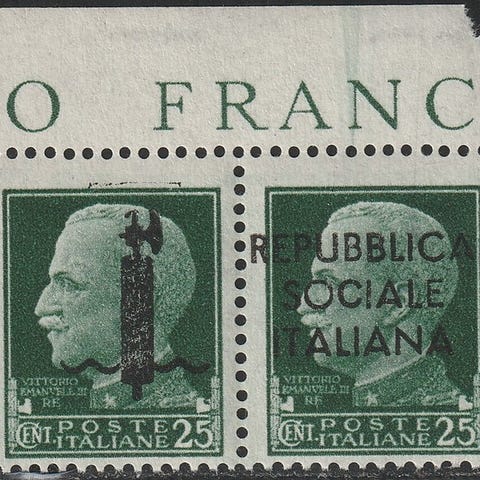 O FRANC
VITTORIO
EMANUELE III
RE
CENT. POSTE 25
ITALIANE
REPUBBLICA
SOCIALE
ITALIANA
VITTORIO
EMANUELE III
RE
CENT. POSTE 25
ITALIANE